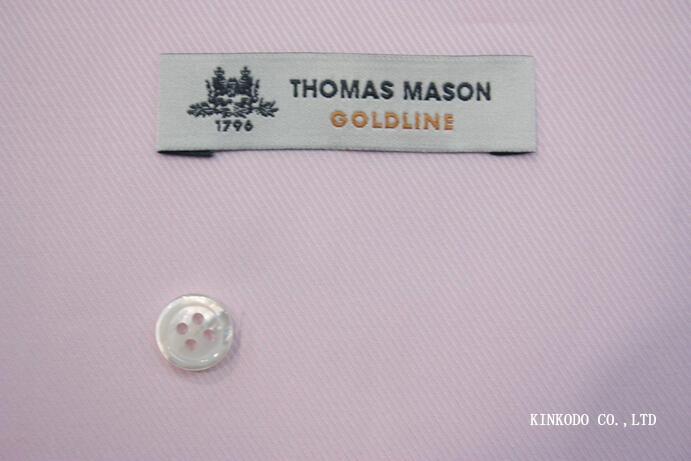 THOMAS MASON
GOLDLINE
1796
KINKODO CO.,LTD